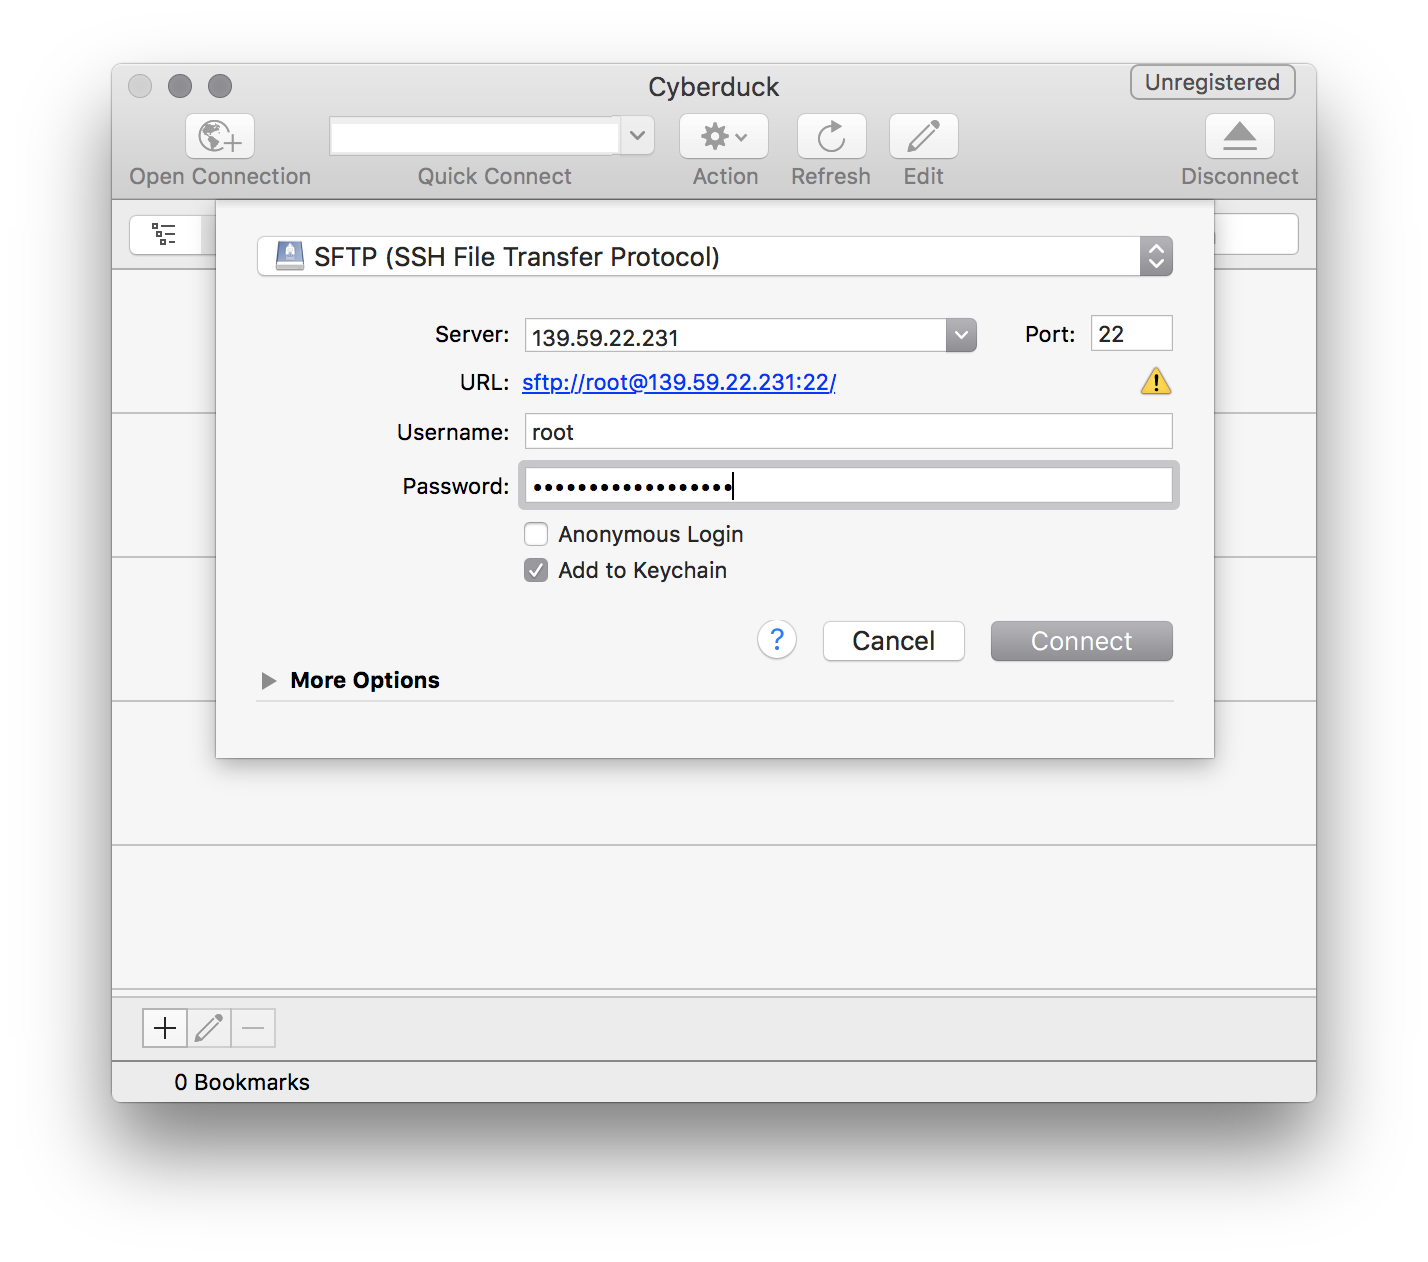 Cyberduck
Unregistered
Open Connection
Quick Connect
Action
Refresh
Edit
Disconnect
SFTP (SSH File Transfer Protocol)
Server: 139.59.22.231 Port: 22
URL: sftp://root@139.59.22.231:22/
Username: root
Password: ••••••••••••••••••
Anonymous Login
Add to Keychain
? Cancel Connect
More Options
0 Bookmarks